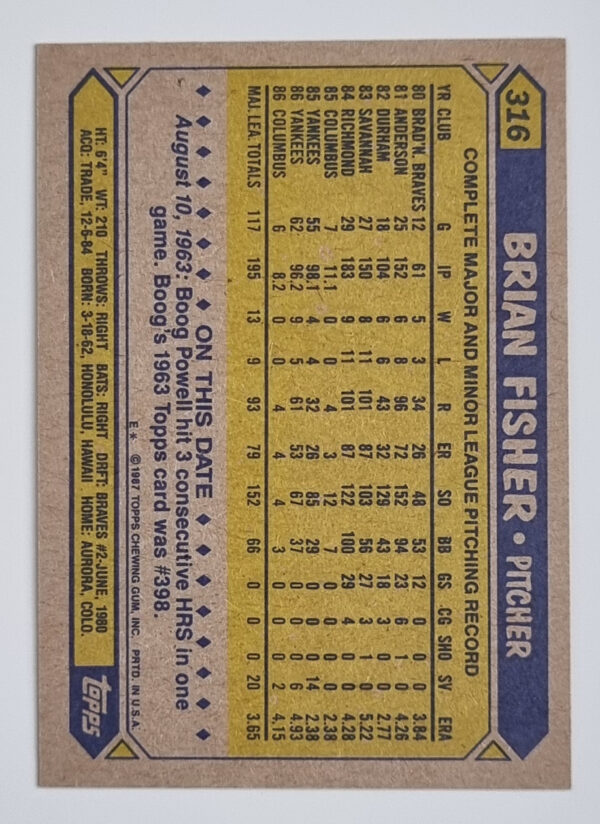 316
BRIAN FISHER • PITCHER
COMPLETE MAJOR AND MINOR LEAGUE PITCHING RECORD
YR CLUB G IP W L R ER SO BB GS CG SHO SV ERA
80 BRAD'N. BRAVES 12 61 5 3 34 26 48 53 12 0 0 0 3.84
81 ANDERSON 25 152 6 8 96 72 152 94 23 6 1 0 4.26
82 DURHAM 18 104 6 6 43 32 129 43 18 3 0 0 2.77
83 SAVANNAH 27 150 8 11 101 87 103 56 27 3 1 0 5.22
84 RICHMOND 29 183 9 11 101 87 122 100 29 4 0 0 4.28
85 COLUMBUS 7 11.1 0 0 4 3 12 7 0 0 0 0 2.38
85 YANKEES 55 98.1 4 4 32 26 85 29 0 0 0 14 2.38
86 YANKEES 62 96.2 9 5 61 53 67 37 0 0 0 6 4.93
86 COLUMBUS 6 8.2 0 0 4 4 4 3 0 0 0 2 4.15
MAJ. LEA. TOTALS 117 195 13 9 93 79 152 66 0 0 0 20 3.65
ON THIS DATE
August 10, 1963: Boog Powell hit 3 consecutive HRS in one
game. Boog's 1963 Topps card was #398.
E* ©1987 TOPPS CHEWING GUM, INC. PRTD. IN U.S.A.
HT: 6'4" WT: 210 THROWS: RIGHT BATS: RIGHT DRFT: BRAVES #2-JUNE, 1980
ACQ: TRADE, 12-5-84 BORN: 3-18-62, HONOLULU, HAWAII HOME: AURORA, COLO.
topps